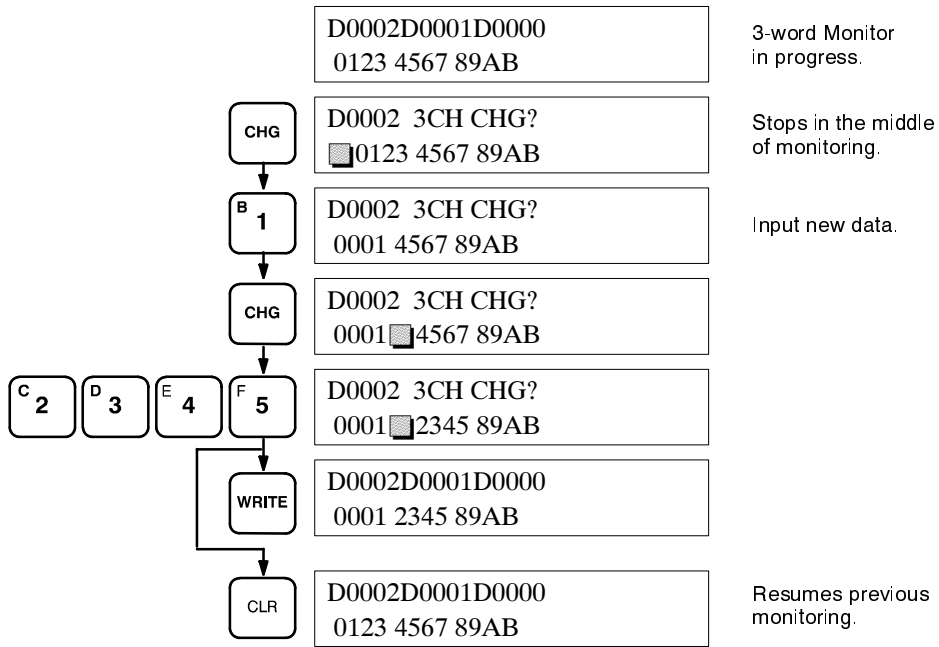 D0002D0001D0000
0123 4567 89AB
3-word Monitor
in progress.
CHG
D0002 3CH CHG?
0123 4567 89AB
Stops in the middle
of monitoring.
B 1
D0002 3CH CHG?
0001 4567 89AB
Input new data.
CHG
D0002 3CH CHG?
0001 4567 89AB
C 2 D 3 E 4 F 5
D0002 3CH CHG?
0001 2345 89AB
WRITE
D0002D0001D0000
0001 2345 89AB
CLR
D0002D0001D0000
0123 4567 89AB
Resumes previous
monitoring.